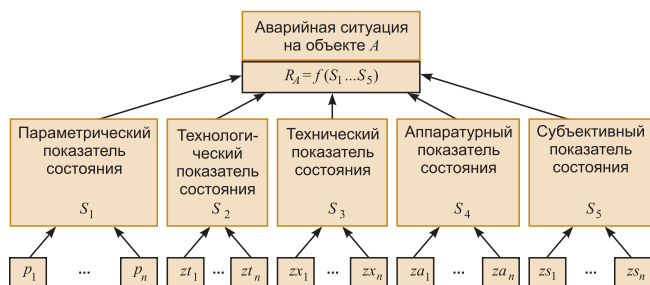 Аварийная ситуация
на объекте A
R_A = f(S_1...S_5)
Параметрический
показатель
состояния
S_1
Технологи-
ческий
показатель
состояния
S_2
Технический
показатель
состояния
S_3
Аппаратурный
показатель
состояния
S_4
Субъективный
показатель
состояния
S_5
p_1 ... p_n
zt_1 ... zt_n
zx_1 ... zx_n
za_1 ... za_n
zs_1 ... zs_n